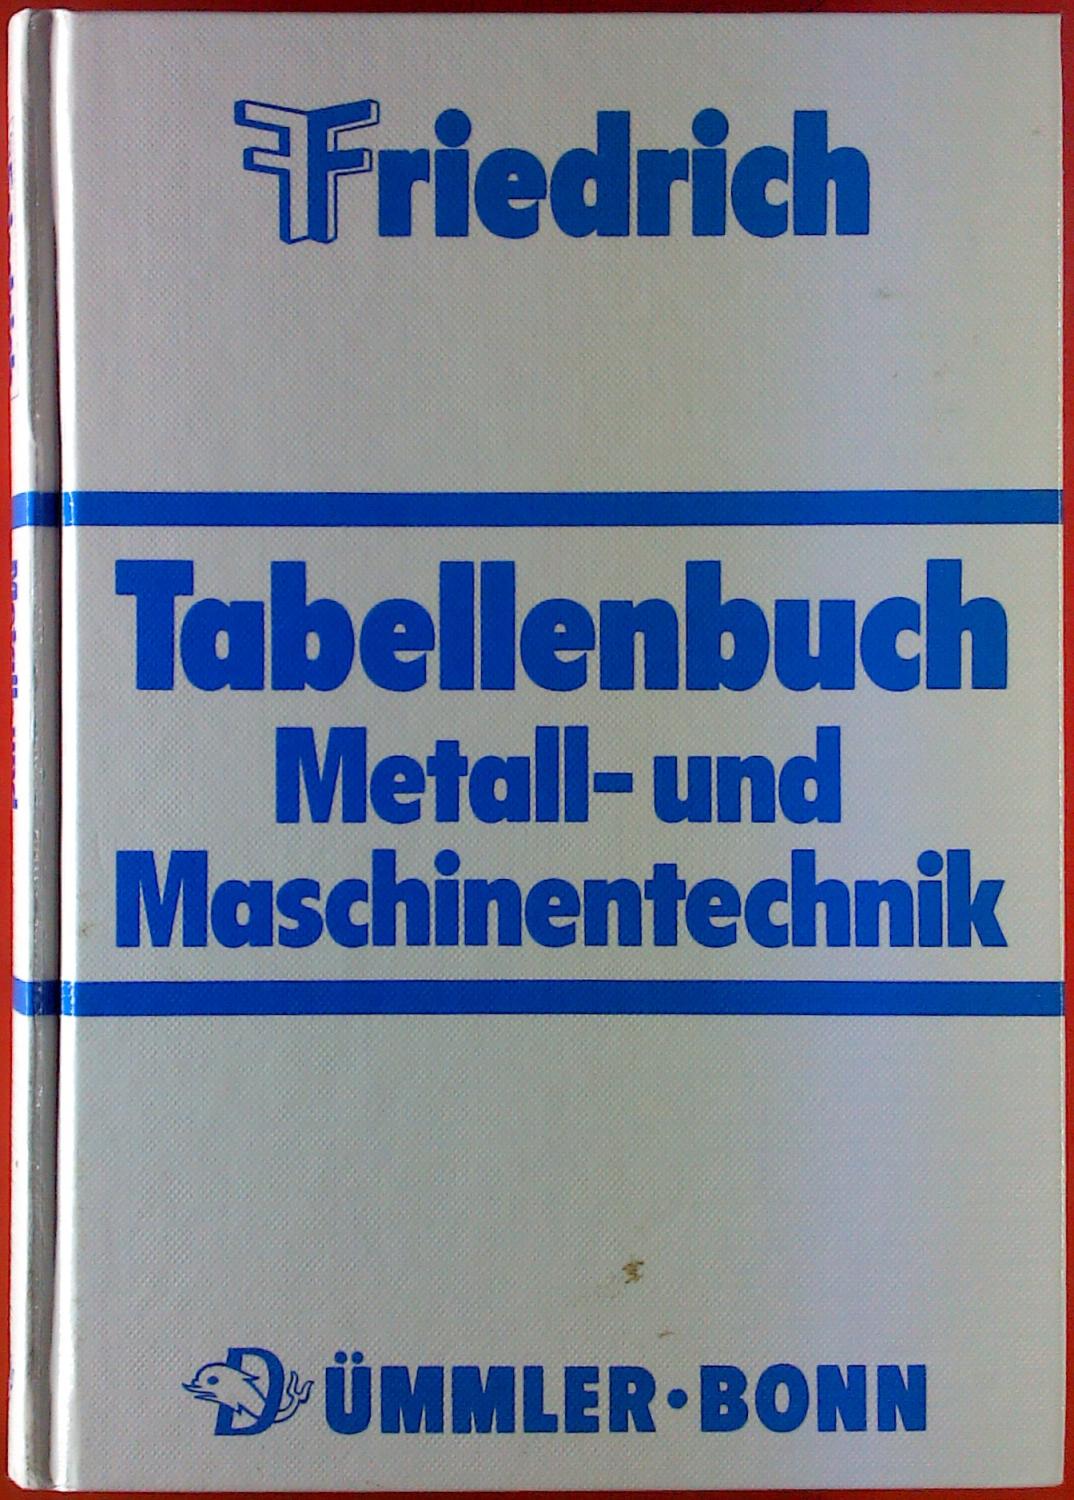 Friedrich
Tabellenbuch
Metall- und
Maschinentechnik
DÜMMLER · BONN